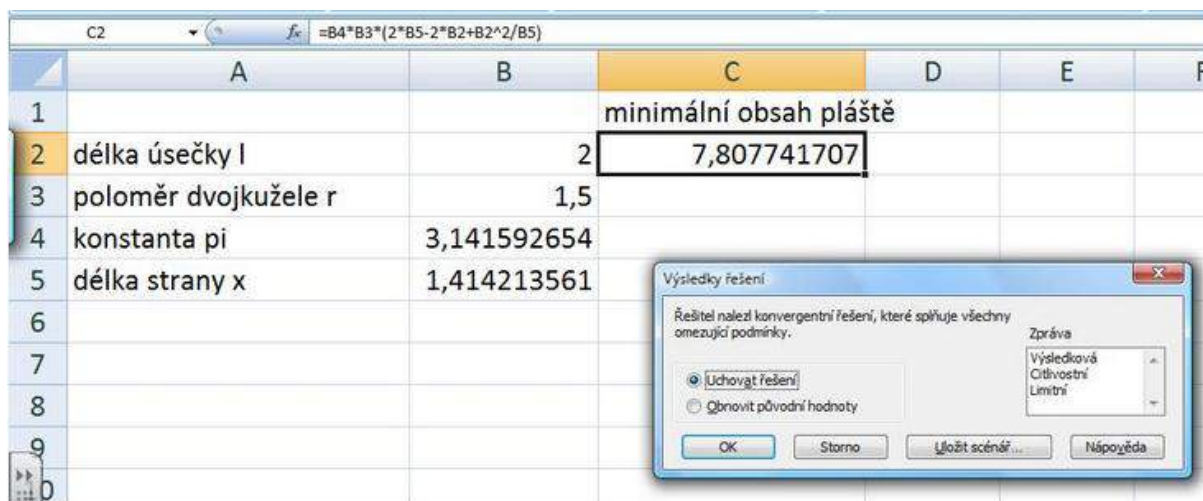 C2 fx =B4*B3*(2*B5-2*B2+B2^2/B5)
A B C D E F
1 minimální obsah pláště
2 délka úsečky l 2 7,807741707
3 poloměr dvojkužele r 1,5
4 konstanta pi 3,141592654
5 délka strany x 1,414213561
6
7
8
9
Výsledky řešení
Řešitel nalezl konvergentní řešení, které splňuje všechny
omezující podmínky.
Zpráva
Výsledková
Citlivostní
Limitní
Uchovat řešení
Obnovit původní hodnoty
OK Storno Uložit scénář... Nápověda